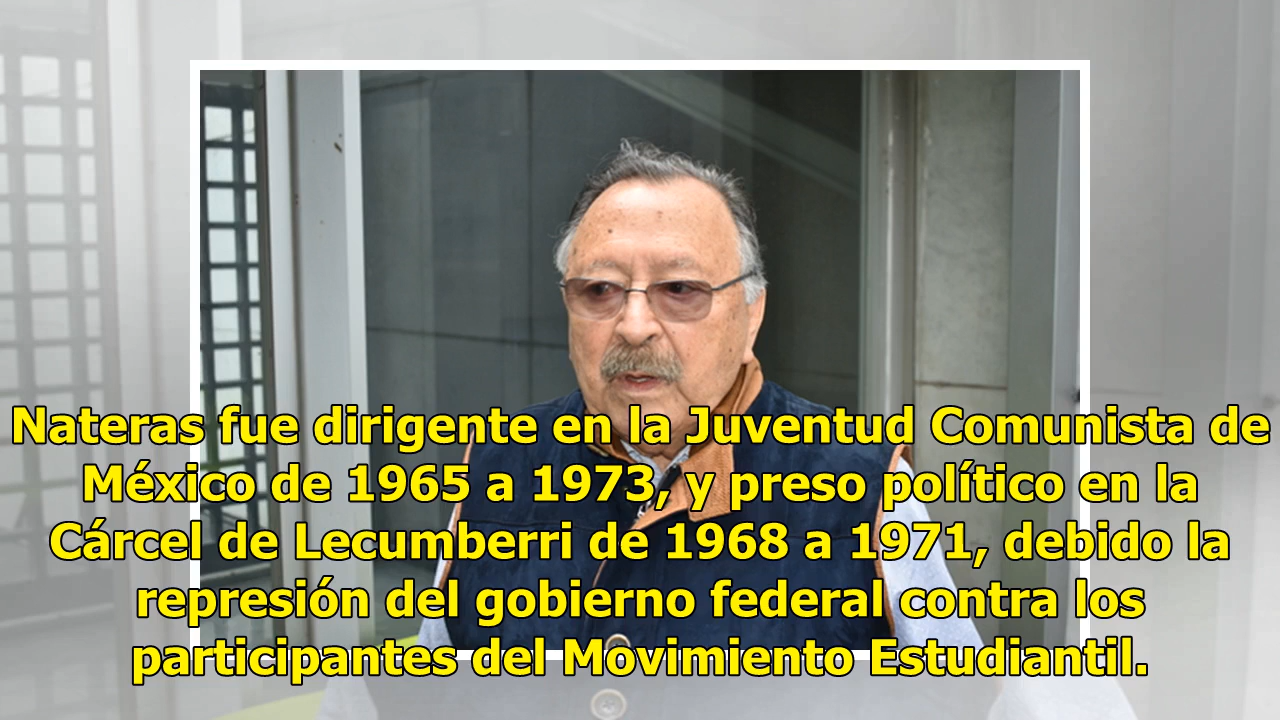 Nateras fue dirigente en la Juventud Comunista de
México de 1965 a 1973, y preso político en la
Cárcel de Lecumberri de 1968 a 1971, debido la
represión del gobierno federal contra los
participantes del Movimiento Estudiantil.